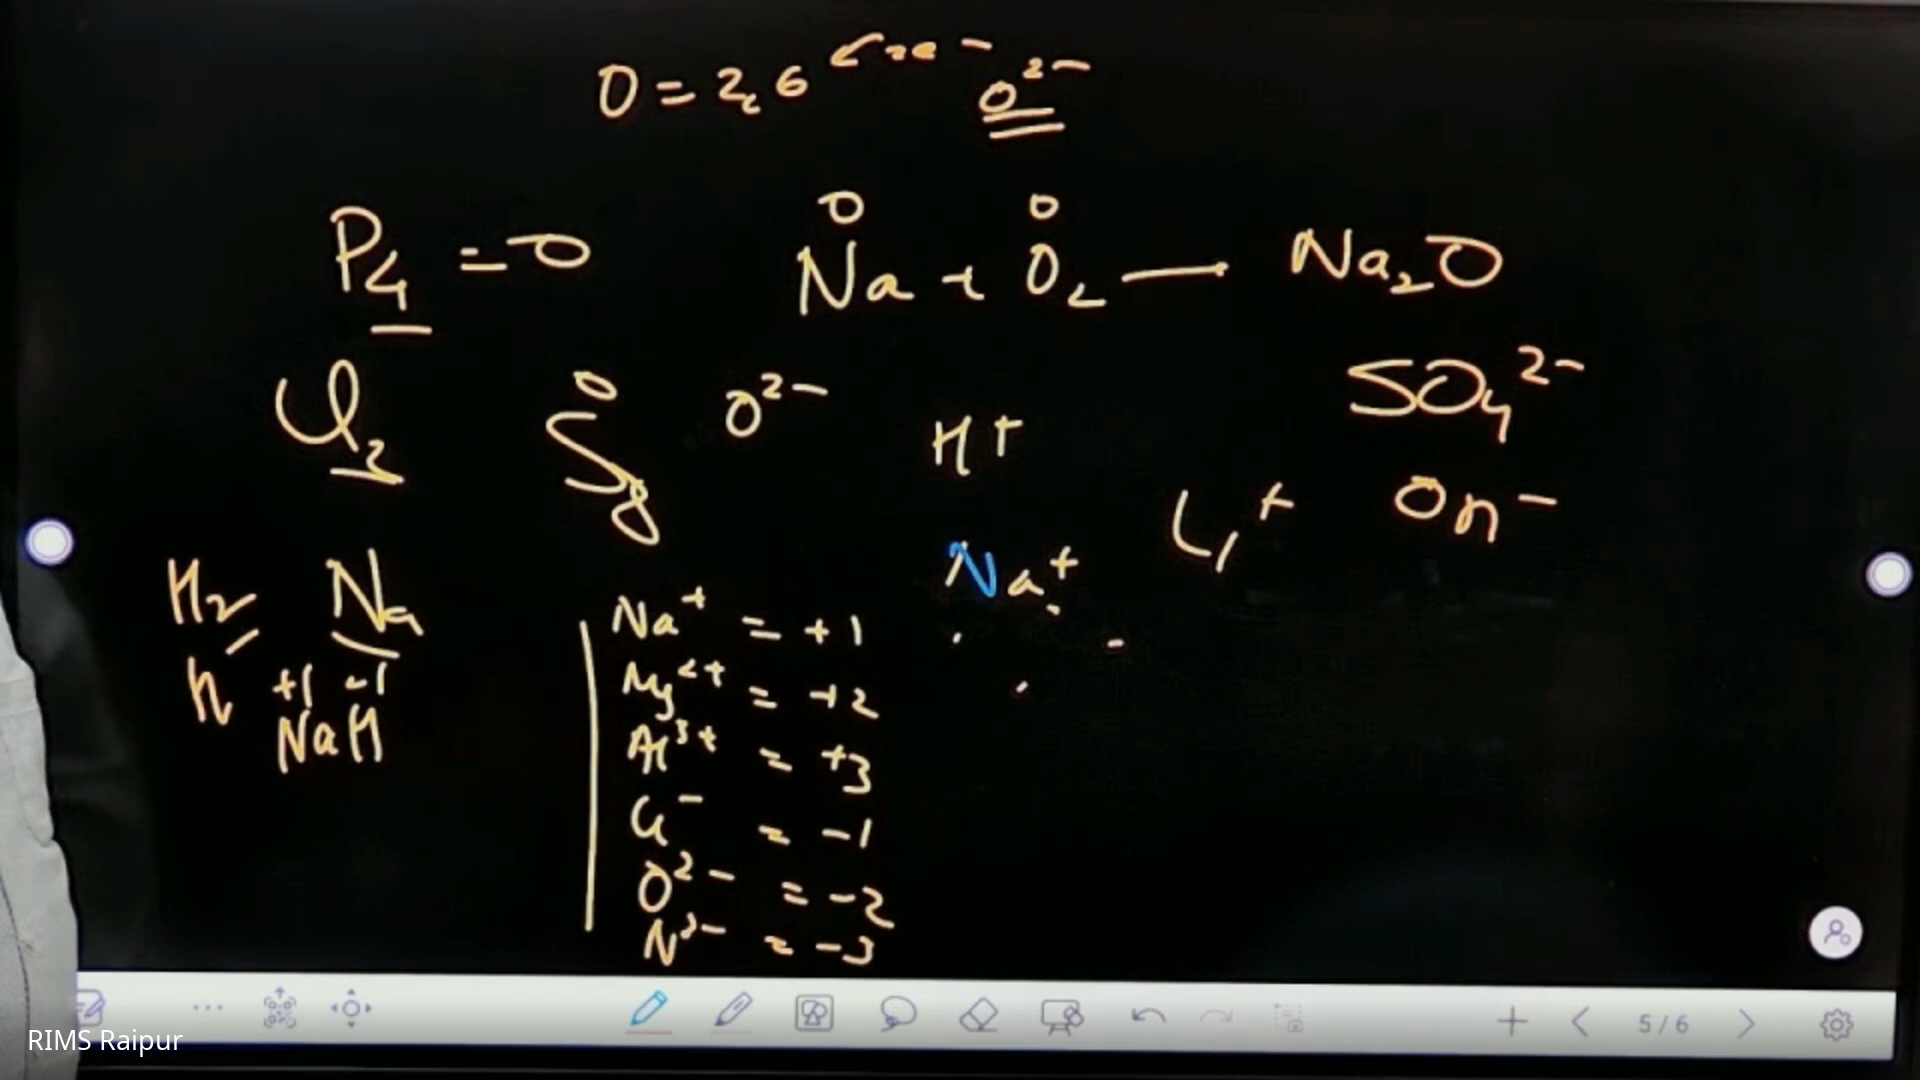 O = 2, 6 ← 2e⁻ O²⁻
0 0
P₄ = 0 Na + O₂ — Na₂O
SO₄²⁻
Cl₂ 0 S₈ O²⁻ H⁺
Li⁺ OH⁻
H₂ Na Na⁺
Na⁺ = +1
H +1 -1
NaH
Mg²⁺ = +2
Al³⁺ = +3
Cl⁻ = -1
O²⁻ = -2
N³⁻ = -3
5 / 6
RIMS Raipur